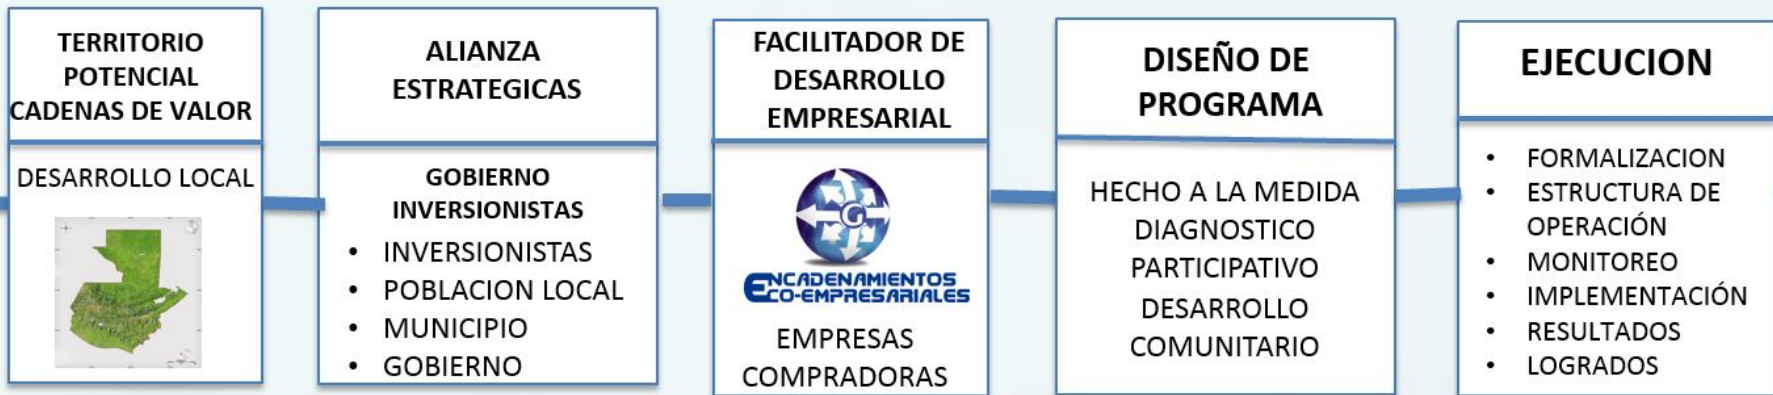 TERRITORIO
POTENCIAL
CADENAS DE VALOR
DESARROLLO LOCAL
ALIANZA
ESTRATEGICAS
GOBIERNO
INVERSIONISTAS
• INVERSIONISTAS
• POBLACION LOCAL
• MUNICIPIO
• GOBIERNO
FACILITADOR DE
DESARROLLO
EMPRESARIAL
G
ENCADENAMIENTOS
ECO-EMPRESARIALES
EMPRESAS
COMPRADORAS
DISEÑO DE
PROGRAMA
HECHO A LA MEDIDA
DIAGNOSTICO
PARTICIPATIVO
DESARROLLO
COMUNITARIO
EJECUCION
• FORMALIZACION
• ESTRUCTURA DE
OPERACIÓN
• MONITOREO
• IMPLEMENTACIÓN
• RESULTADOS
• LOGRADOS